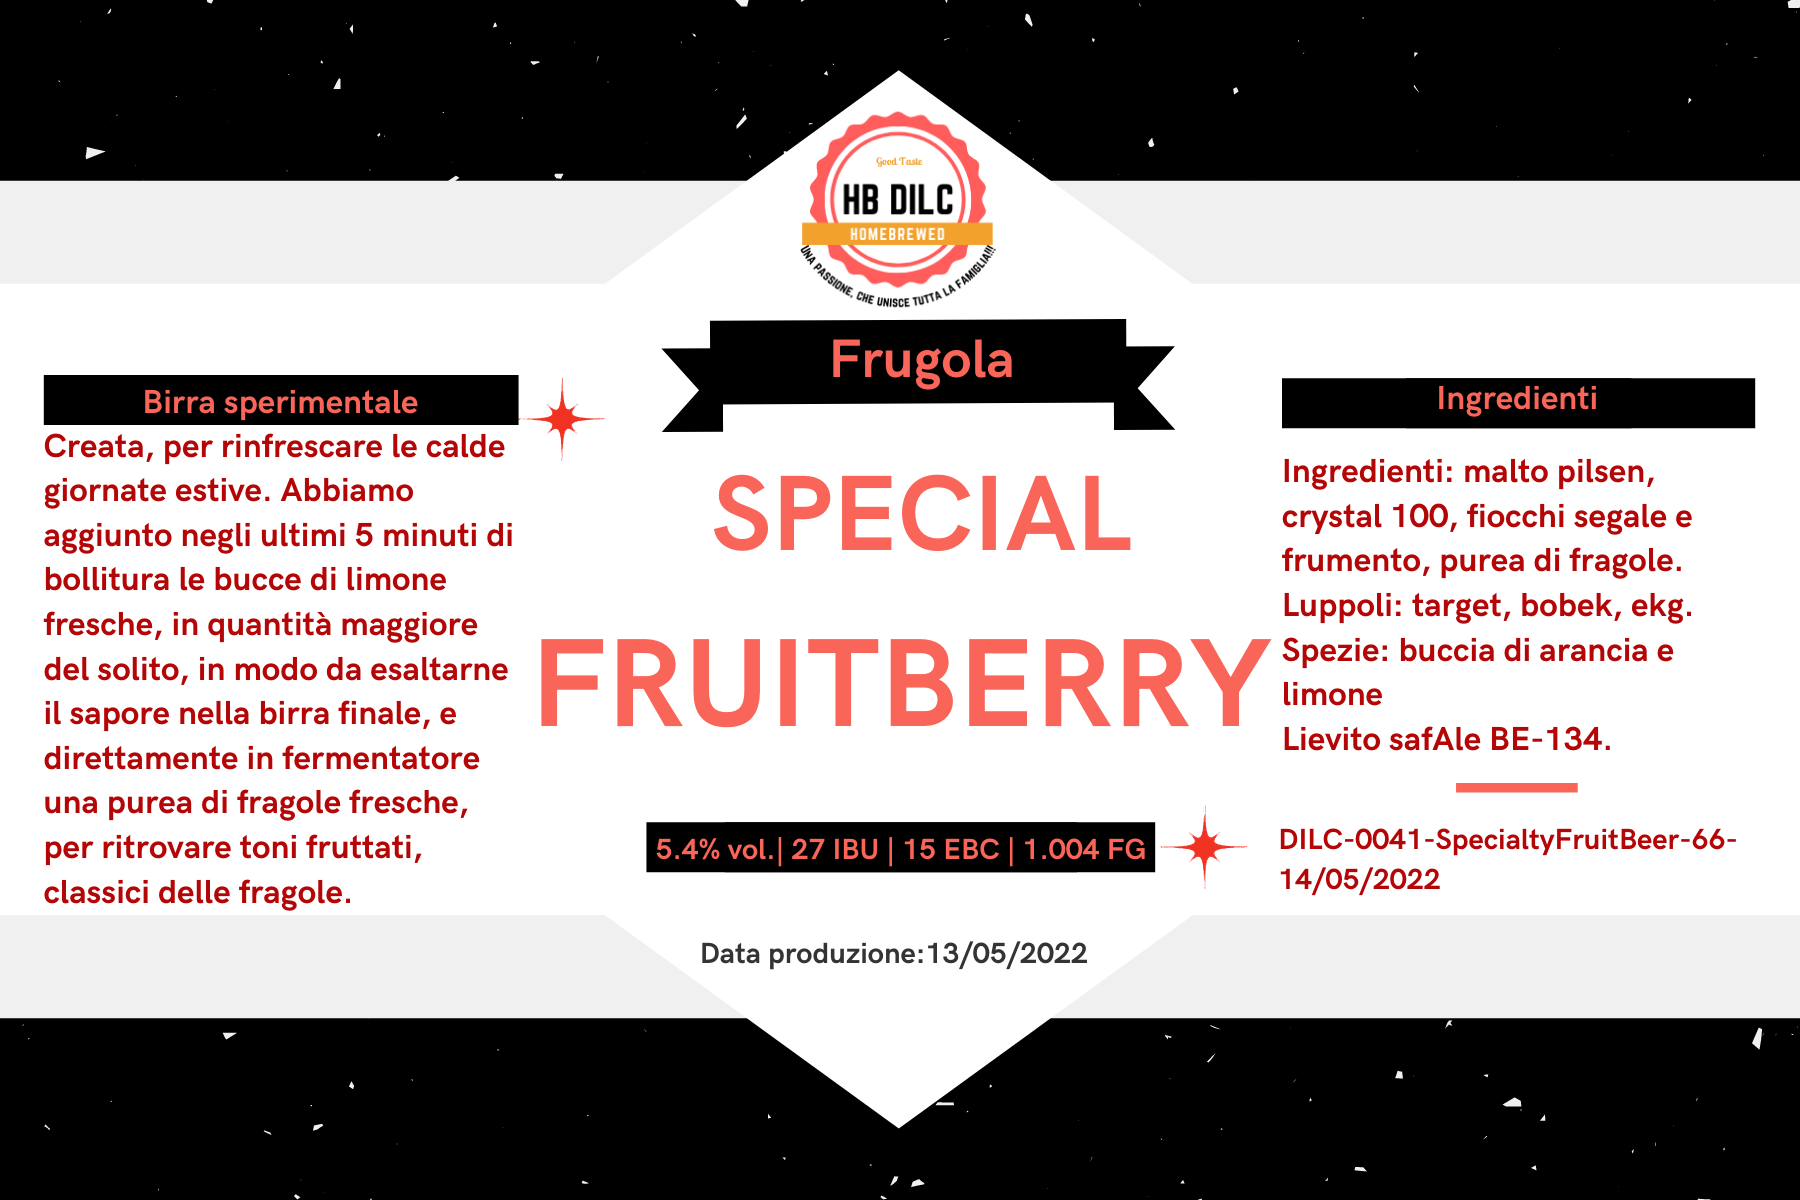 Good Taste
HB DILC
HOMEBREWED
UNA PASSIONE, CHE UNISCE TUTTA LA FAMIGLIA!!!
Frugola
SPECIAL
FRUITBERRY
5.4% vol.| 27 IBU | 15 EBC | 1.004 FG
Data produzione:13/05/2022
Birra sperimentale
Creata, per rinfrescare le calde
giornate estive. Abbiamo
aggiunto negli ultimi 5 minuti di
bollitura le bucce di limone
fresche, in quantità maggiore
del solito, in modo da esaltarne
il sapore nella birra finale, e
direttamente in fermentatore
una purea di fragole fresche,
per ritrovare toni fruttati,
classici delle fragole.
Ingredienti
Ingredienti: malto pilsen,
crystal 100, fiocchi segale e
frumento, purea di fragole.
Luppoli: target, bobek, ekg.
Spezie: buccia di arancia e
limone
Lievito safAle BE-134.
DILC-0041-SpecialtyFruitBeer-66-
14/05/2022